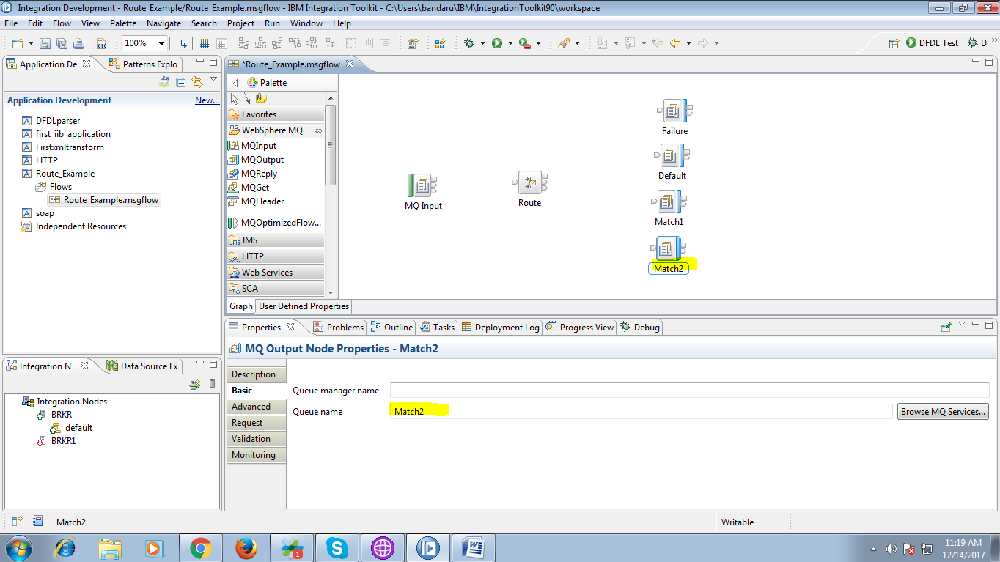 Integration Development - Route_Example/Route_Example.msgflow - IBM Integration Toolkit - C:\Users\bandaru\IBM\IntegrationToolkit90\workspace
File Edit Flow View Palette Navigate Search Project Run Window Help
100% DFDL Test D >>
Application De Patterns Explo
Application Development New...
DFDLparser
first_iib_application
Firstxmltransform
HTTP
Route_Example
Flows
Route_Example.msgflow
soap
Independent Resources
Integration N Data Source Ex
Integration Nodes
BRKR
default
BRKR1
*Route_Example.msgflow
Palette
Favorites
WebSphere MQ
MQInput
MQOutput
MQReply
MQGet
MQHeader
MQOptimizedFlow...
JMS
HTTP
Web Services
SCA
MQ Input
Route
Failure
Default
Match1
Match2
Graph User Defined Properties
Properties Problems Outline Tasks Deployment Log Progress View Debug
MQ Output Node Properties - Match2
Description
Basic
Advanced
Request
Validation
Monitoring
Queue manager name
Queue name Match2 Browse MQ Services...
Match2 Writable
1
11:19 AM
12/14/2017